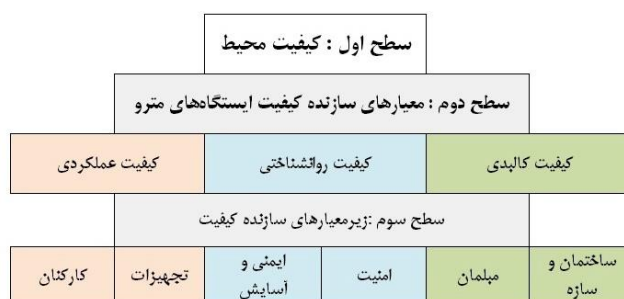 سطح اول : کیفیت محیط
سطح دوم : معیارهای سازنده کیفیت ایستگاه‌های مترو
کیفیت کالبدی
کیفیت روانشناختی
کیفیت عملکردی
سطح سوم :زیرمعیارهای سازنده کیفیت
ساختمان و
سازه
مبلمان
امنیت
ایمنی و
آسایش
تجهیزات
کارکنان